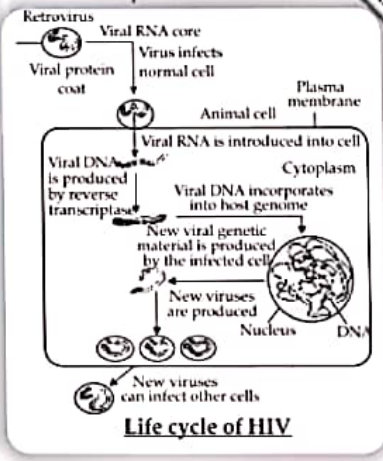 Retrovirus
Viral RNA core
Virus infects
normal cell
Viral protein
coat
Plasma
membrane
Animal cell
Viral RNA is introduced into cell
Viral DNA
is produced
by reverse
transcriptase
Cytoplasm
Viral DNA incorporates
into host genome
New viral genetic
material is produced
by the infected cell
New viruses
are produced
Nucleus
DNA
New viruses
can infect other cells
Life cycle of HIV